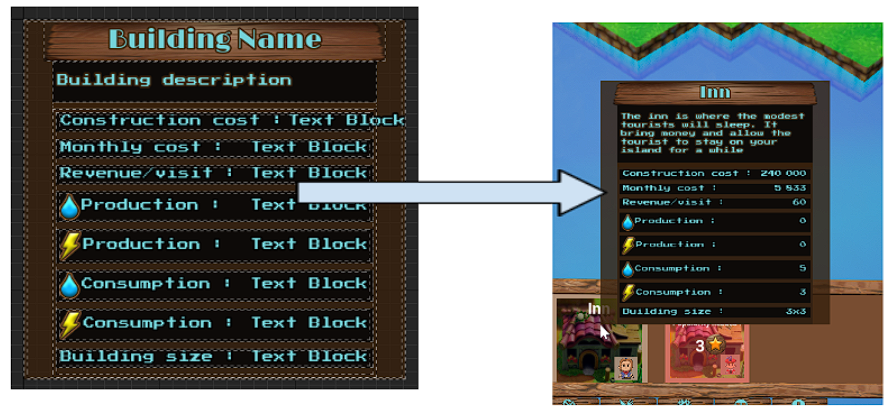 Building Name
Building description
Construction cost : Text Block
Monthly cost : Text Block
Revenue/visit : Text Block
Production : Text Block
Production : Text Block
Consumption : Text Block
Consumption : Text Block
Building size : Text Block
Inn
The inn is where the modest
tourists will sleep. It
bring money and allow the
tourist to stay on your
island for a while
Construction cost : 240 000
Monthly cost : 5 833
Revenue/visit : 60
Production : 0
Production : 0
Consumption : 5
Consumption : 3
Building size : 3x3
Inn
3